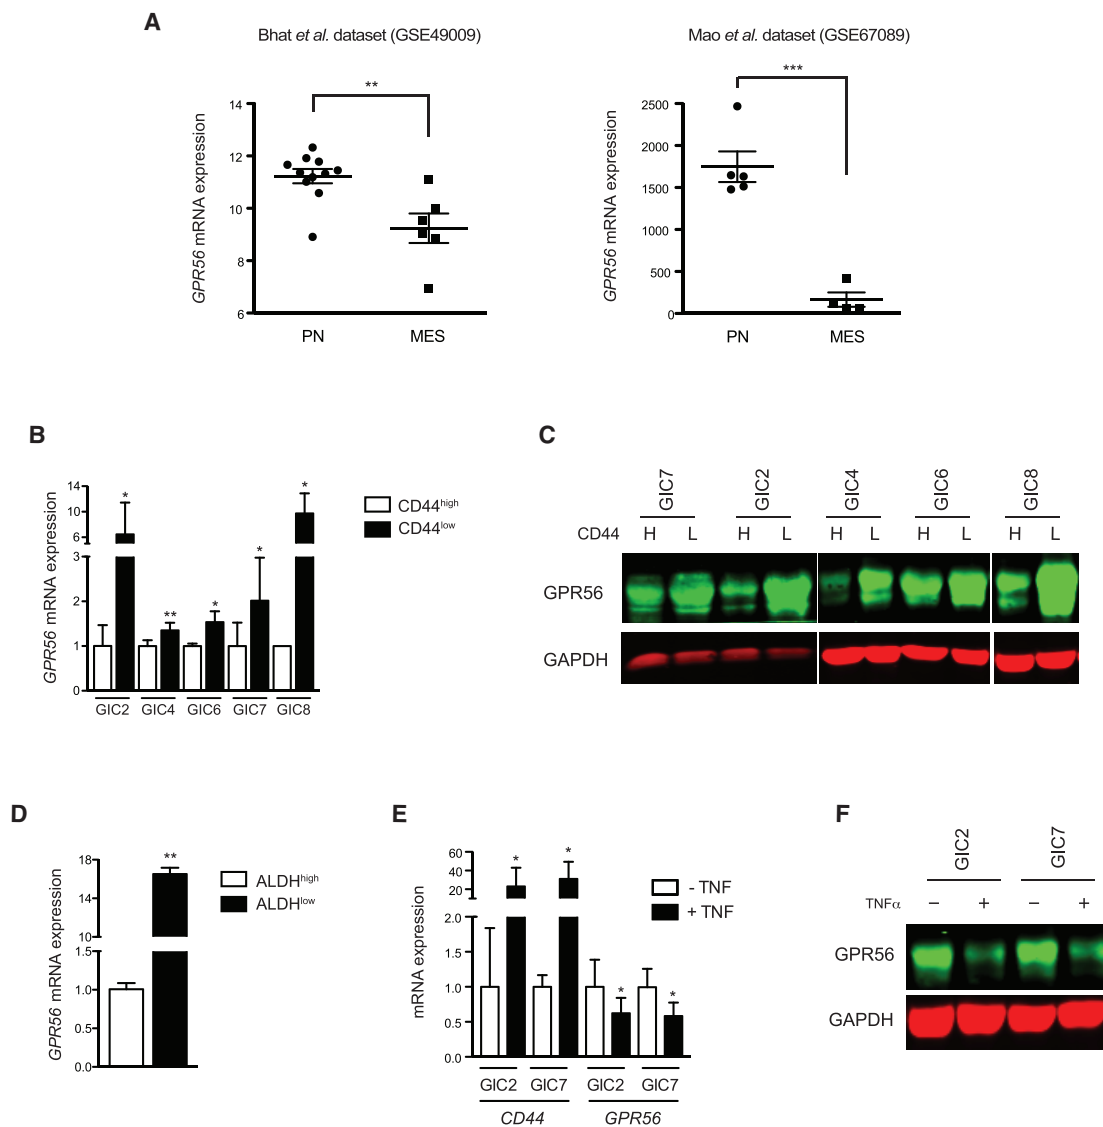 A
Bhat et al. dataset (GSE49009)
**
GPR56 mRNA expression
14
12
10
8
6
PN MES
Mao et al. dataset (GSE67089)
***
GPR56 mRNA expression
2500
2000
1500
1000
500
0
PN MES
B
GPR56 mRNA expression
14
10
6
3
2
1
0
* ** * * *
GIC2 GIC4 GIC6 GIC7 GIC8
CD44high
CD44low
C
GIC7 GIC2 GIC4 GIC6 GIC8
CD44 H L H L H L H L H L
GPR56
GAPDH
D
GPR56 mRNA expression
18
14
10
1.5
1.0
0.5
0.0
**
ALDHhigh
ALDHlow
E
mRNA expression
60
40
20
2.0
1.5
1.0
0.5
0.0
* * * *
GIC2 GIC7 GIC2 GIC7
CD44 GPR56
- TNF
+ TNF
F
GIC2 GIC7
TNFα – + – +
GPR56
GAPDH